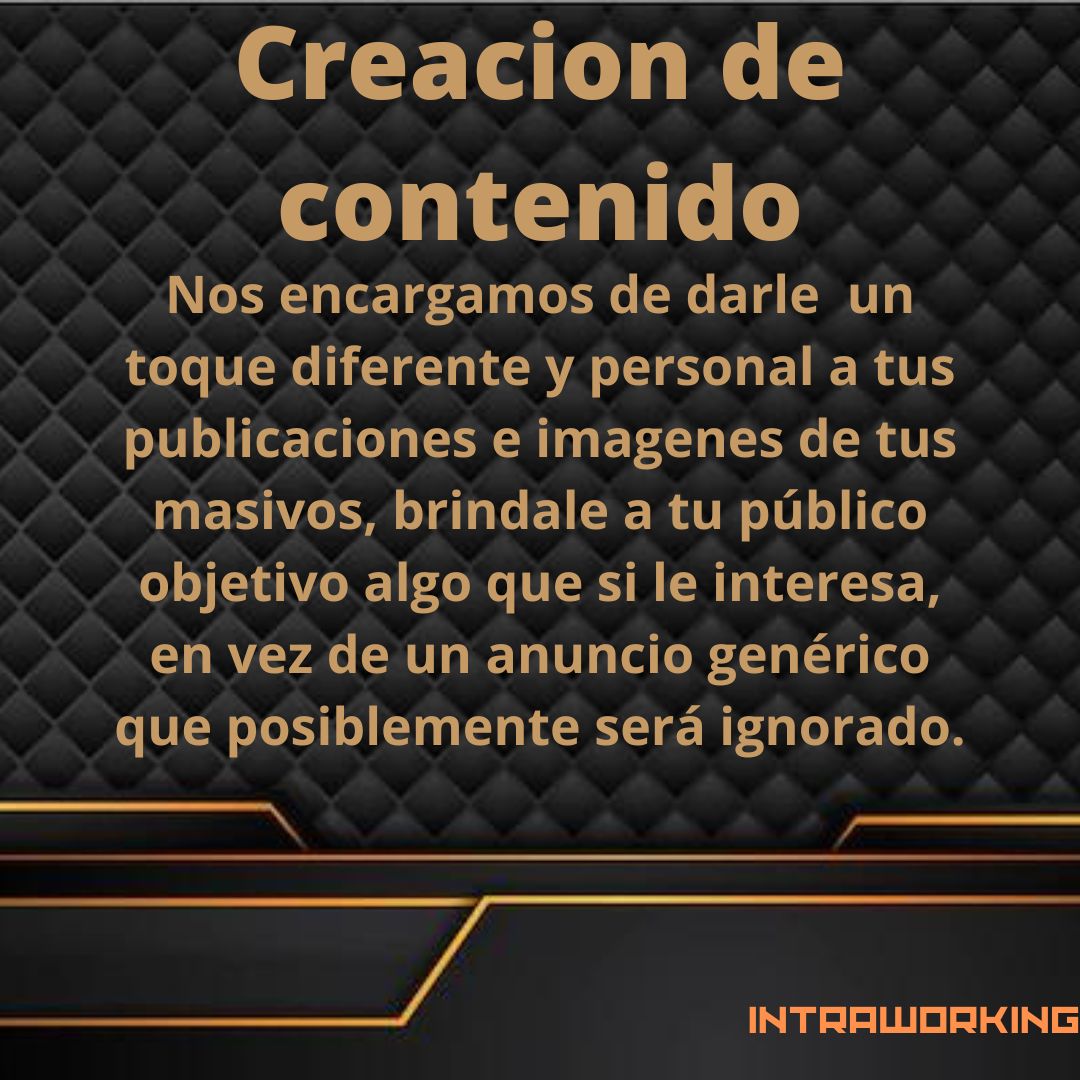 Creacion de
contenido
Nos encargamos de darle  un
toque diferente y personal a tus
publicaciones e imagenes de tus
masivos, brindale a tu público
objetivo algo que si le interesa,
en vez de un anuncio genérico
que posiblemente será ignorado.
INTRAWORKING